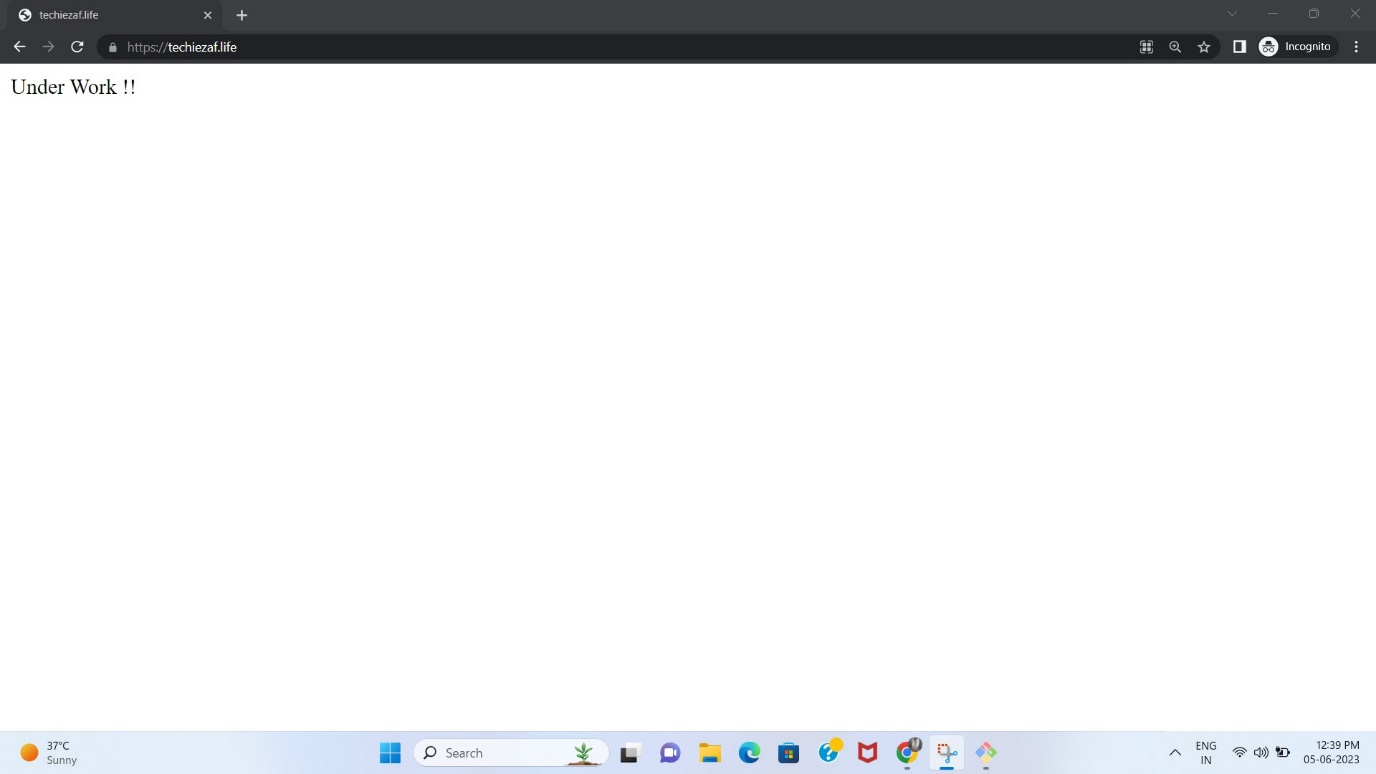 techiezaf.life
https://techiezaf.life
Incognito
Under Work !!
37°C
Sunny
Search
ENG
IN
12:39 PM
05-06-2023